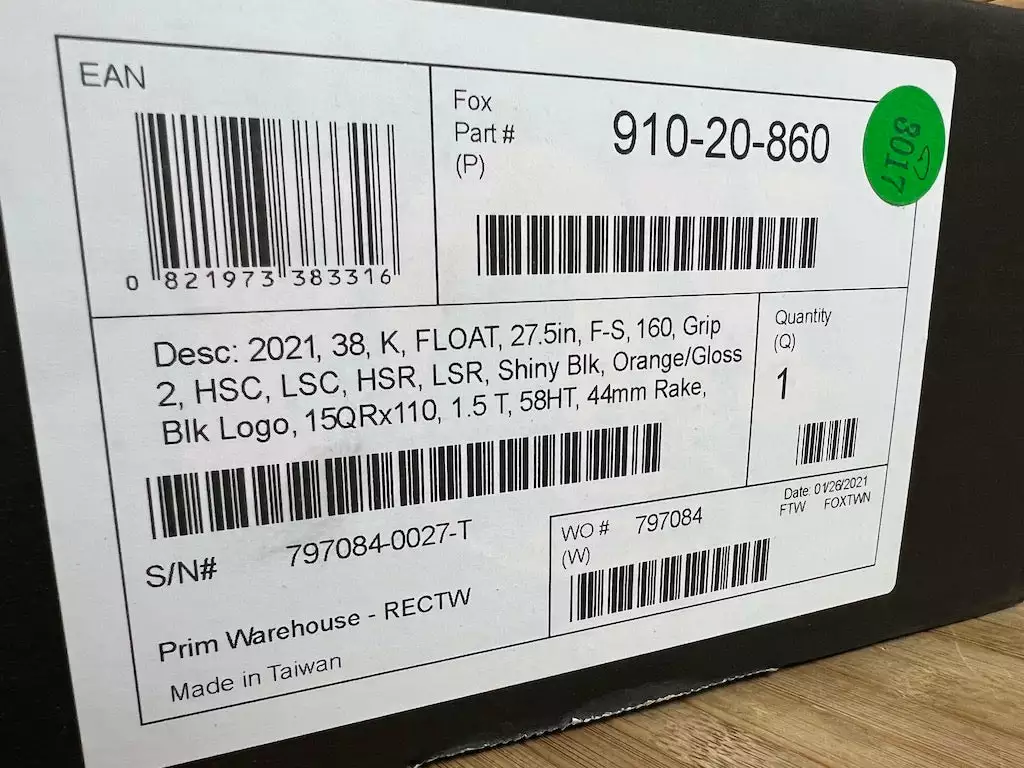 EAN
0 821973 383316
Fox
Part #
(P)
910-20-860
3017
Desc: 2021, 38, K, FLOAT, 27.5in, F-S, 160, Grip
2, HSC, LSC, HSR, LSR, Shiny Blk, Orange/Gloss
Blk Logo, 15QRx110, 1.5 T, 58HT, 44mm Rake,
Quantity
(Q)
1
S/N#
797084-0027-T
Date: 01/26/2021
FTW FOXTWN
WO # 797084
(W)
Prim Warehouse - RECTW
Made in Taiwan